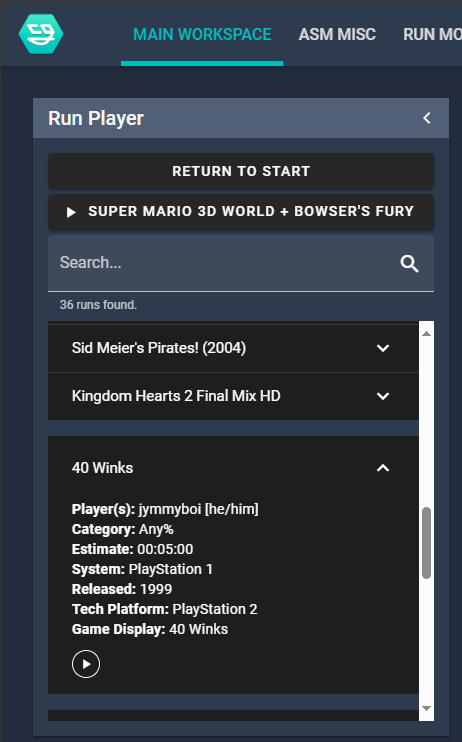 MAIN WORKSPACE ASM MISC RUN MO
Run Player
RETURN TO START
SUPER MARIO 3D WORLD + BOWSER'S FURY
Search...
36 runs found.
Sid Meier's Pirates! (2004)
Kingdom Hearts 2 Final Mix HD
40 Winks
Player(s): jymmyboi [he/him]
Category: Any%
Estimate: 00:05:00
System: PlayStation 1
Released: 1999
Tech Platform: PlayStation 2
Game Display: 40 Winks